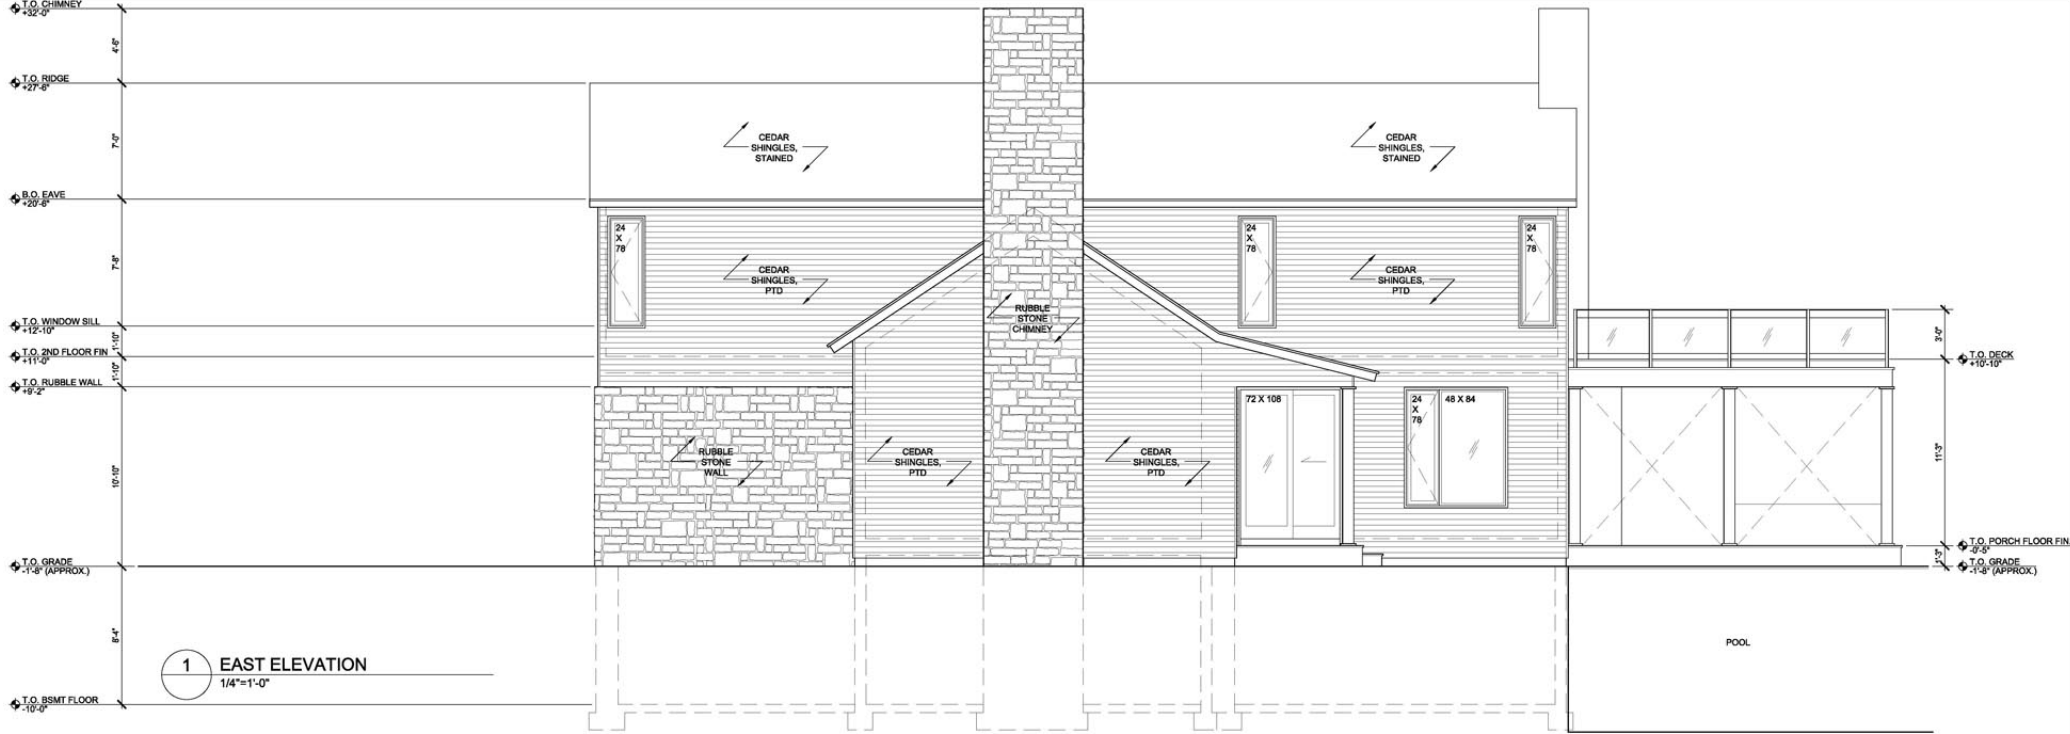 T.O. CHIMNEY
+32'-0"
4'-6"
T.O. RIDGE
+27'-6"
7'-0"
B.O. EAVE
+20'-6"
7'-8"
T.O. WINDOW SILL
+12'-10"
1'-10"
T.O. 2ND FLOOR FIN
+11'-0"
1'-10"
T.O. RUBBLE WALL
+9'-2"
10'-10"
T.O. GRADE
-1'-8" (APPROX.)
8'-4"
T.O. BSMT FLOOR
-10'-0"
CEDAR
SHINGLES,
STAINED
CEDAR
SHINGLES,
STAINED
24
X
78
24
X
78
24
X
78
CEDAR
SHINGLES,
PTD
CEDAR
SHINGLES,
PTD
RUBBLE
STONE
CHIMNEY
72 X 108
24
X
78
48 X 84
RUBBLE
STONE
WALL
CEDAR
SHINGLES,
PTD
CEDAR
SHINGLES,
PTD
3'-0"
T.O. DECK
+10'-10"
11'-3"
T.O. PORCH FLOOR FIN.
-0'-5"
1'-3"
T.O. GRADE
-1'-8" (APPROX.)
POOL
1
EAST ELEVATION
1/4"=1'-0"